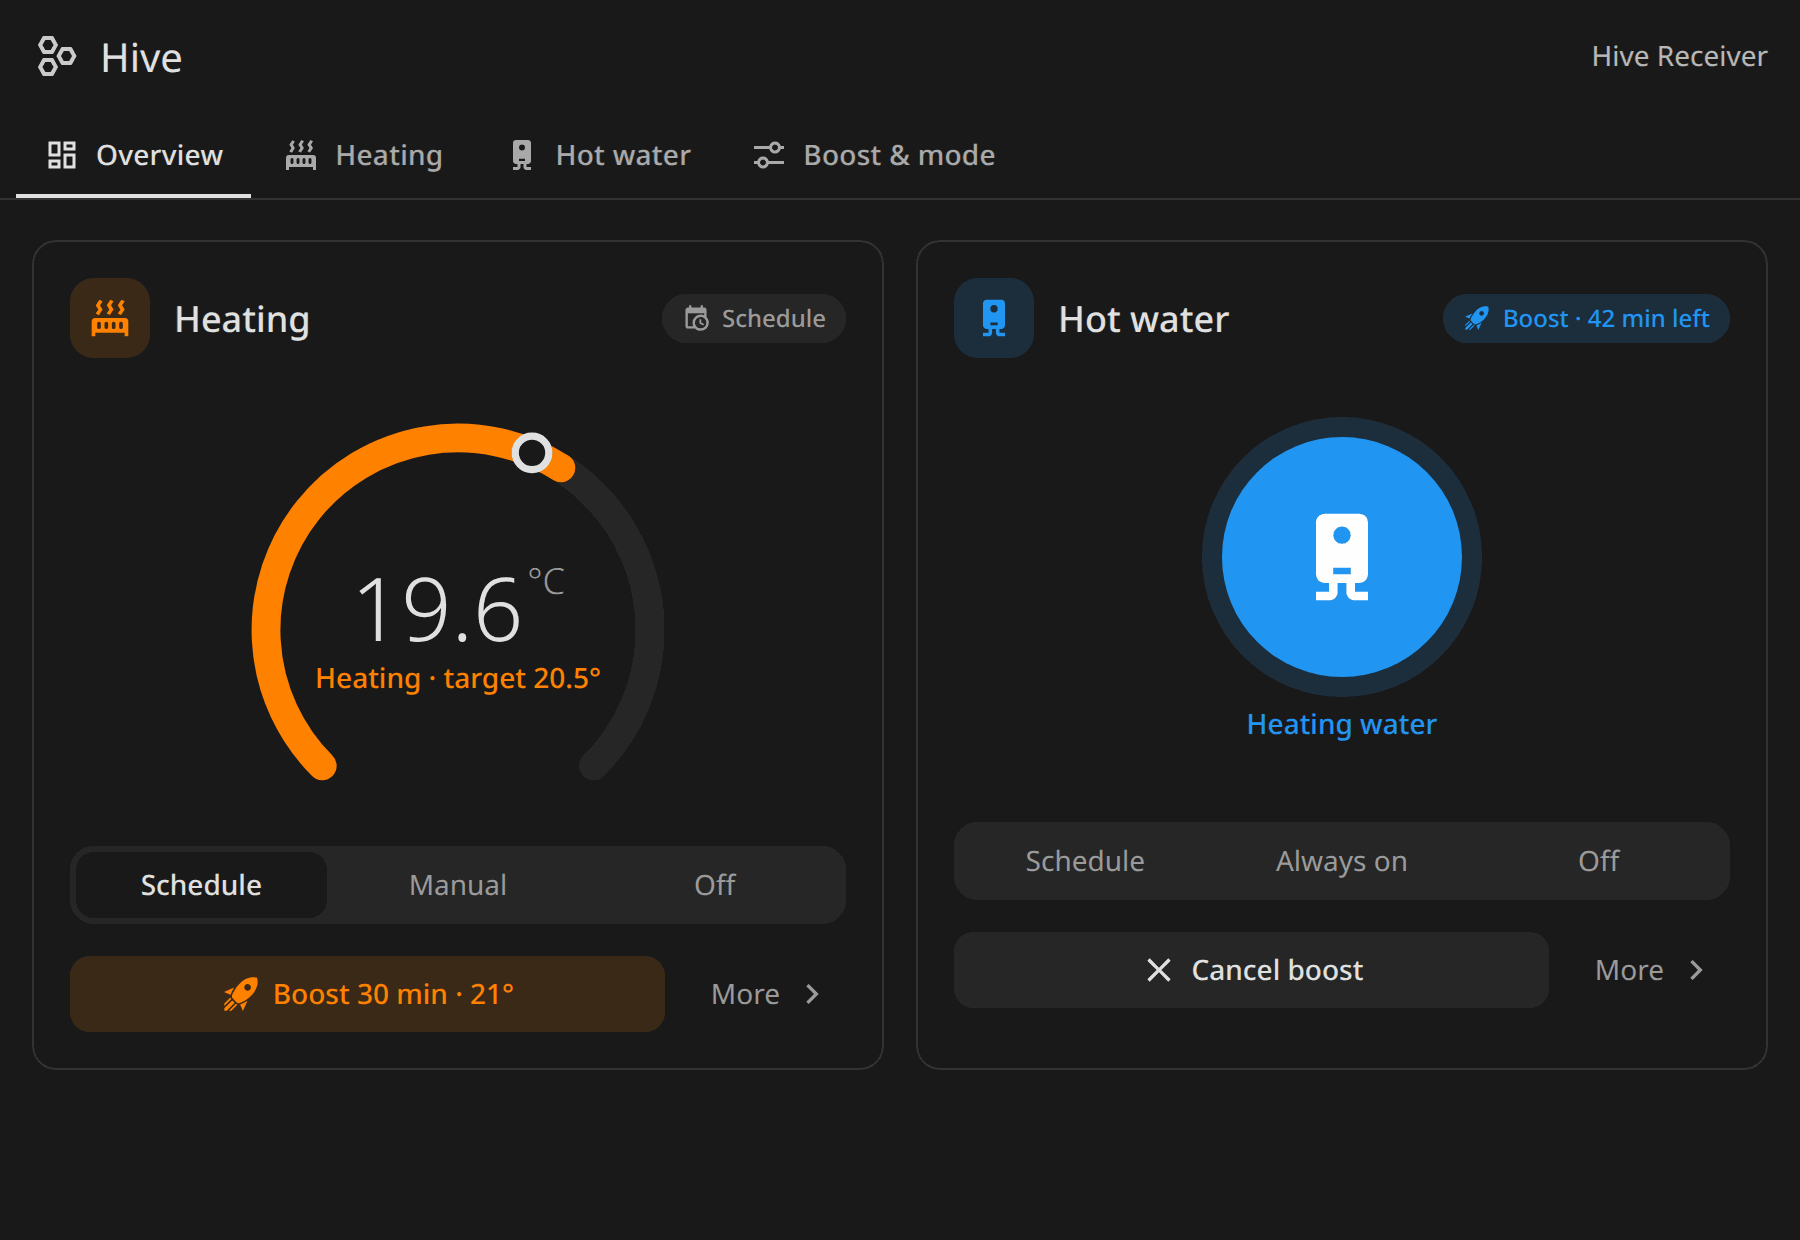 Hive
Hive Receiver
Overview
Heating
Hot water
Boost & mode
Heating
Schedule
19.6 °C
Heating · target 20.5°
Schedule
Manual
Off
Boost 30 min · 21°
More
Hot water
Boost · 42 min left
Heating water
Schedule
Always on
Off
Cancel boost
More